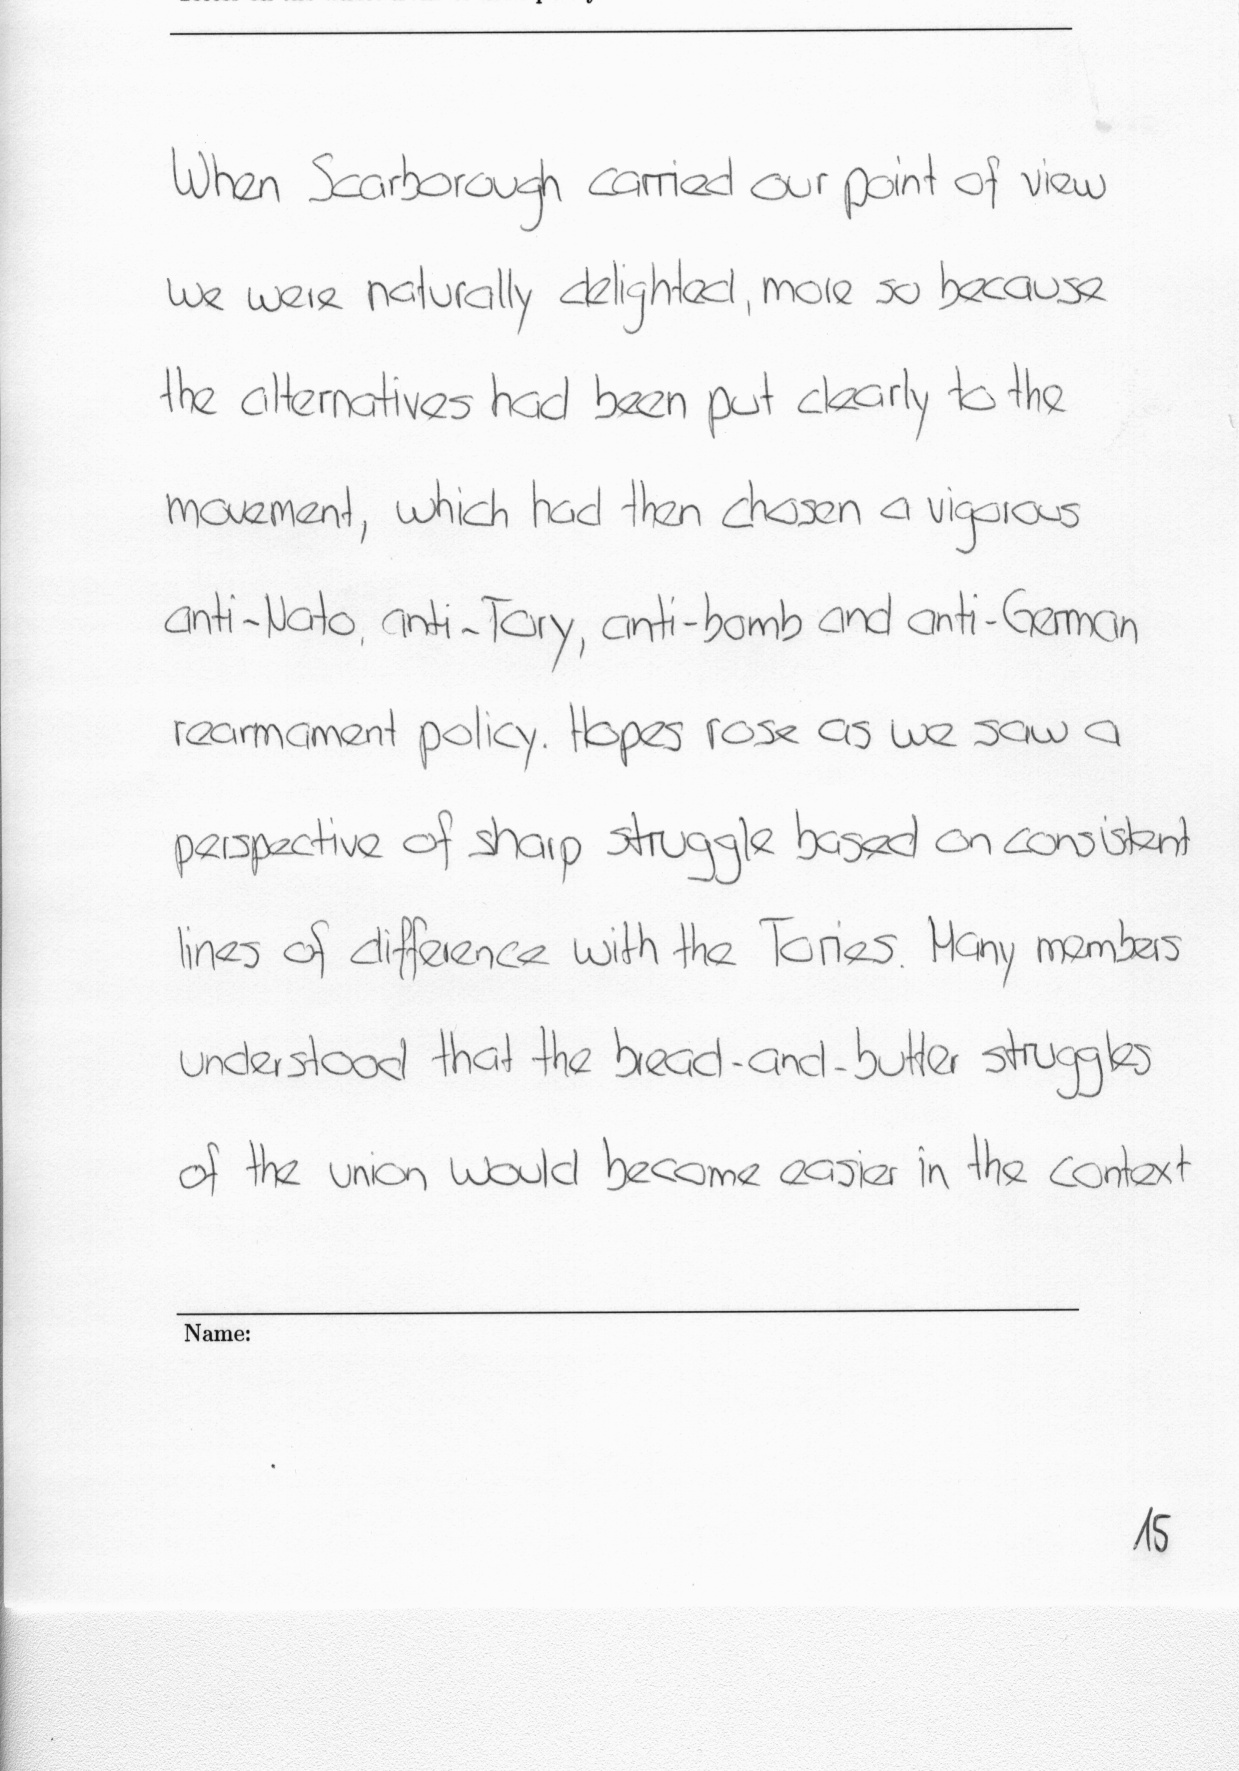 When Scarborough carried our point of view
we were naturally delighted, more so because
the alternatives had been put clearly to the
movement, which had then chosen a vigorous
anti-Nato, anti-Tory, anti-bomb and anti-German
rearmament policy. Hopes rose as we saw a
perspective of sharp struggle based on consistent
lines of difference with the Tories. Many members
understood that the bread-and-butter struggles
of the union would become easier in the context
Name:
15